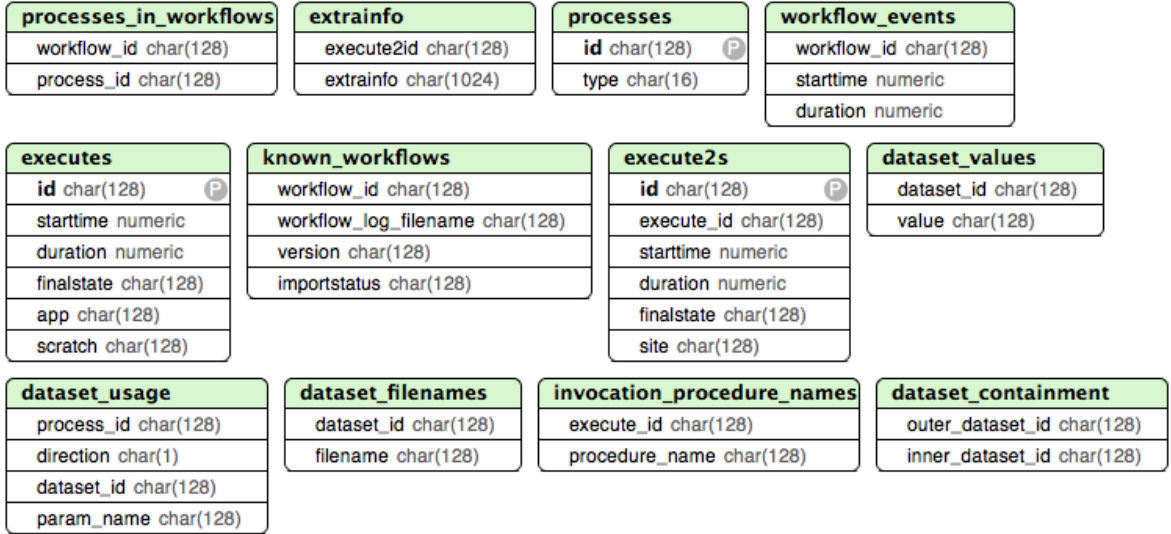 processes_in_workflows
workflow_id char(128)
process_id char(128)
extrainfo
execute2id char(128)
extrainfo char(1024)
processes
id char(128) P
type char(16)
workflow_events
workflow_id char(128)
starttime numeric
duration numeric
executes
id char(128) P
starttime numeric
duration numeric
finalstate char(128)
app char(128)
scratch char(128)
known_workflows
workflow_id char(128)
workflow_log_filename char(128)
version char(128)
importstatus char(128)
execute2s
id char(128) P
execute_id char(128)
starttime numeric
duration numeric
finalstate char(128)
site char(128)
dataset_values
dataset_id char(128)
value char(128)
dataset_usage
process_id char(128)
direction char(1)
dataset_id char(128)
param_name char(128)
dataset_filenames
dataset_id char(128)
filename char(128)
invocation_procedure_names
execute_id char(128)
procedure_name char(128)
dataset_containment
outer_dataset_id char(128)
inner_dataset_id char(128)